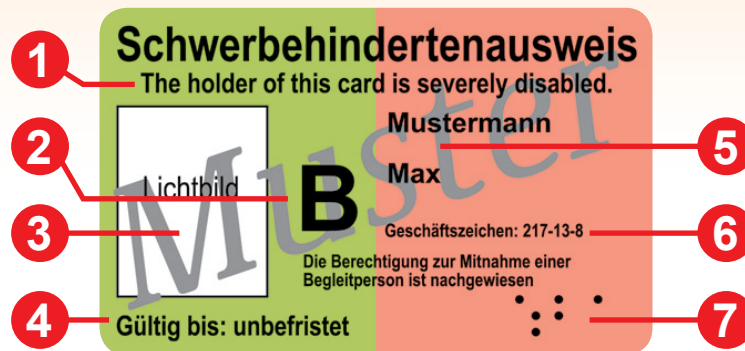 Schwerbehindertenausweis
1
The holder of this card is severely disabled.
Mustermann
5
2
Max
Lichtbild
B
Muster
3
Geschäftszeichen: 217-13-8
6
Die Berechtigung zur Mitnahme einer
Begleitperson ist nachgewiesen
4
Gültig bis: unbefristet
7